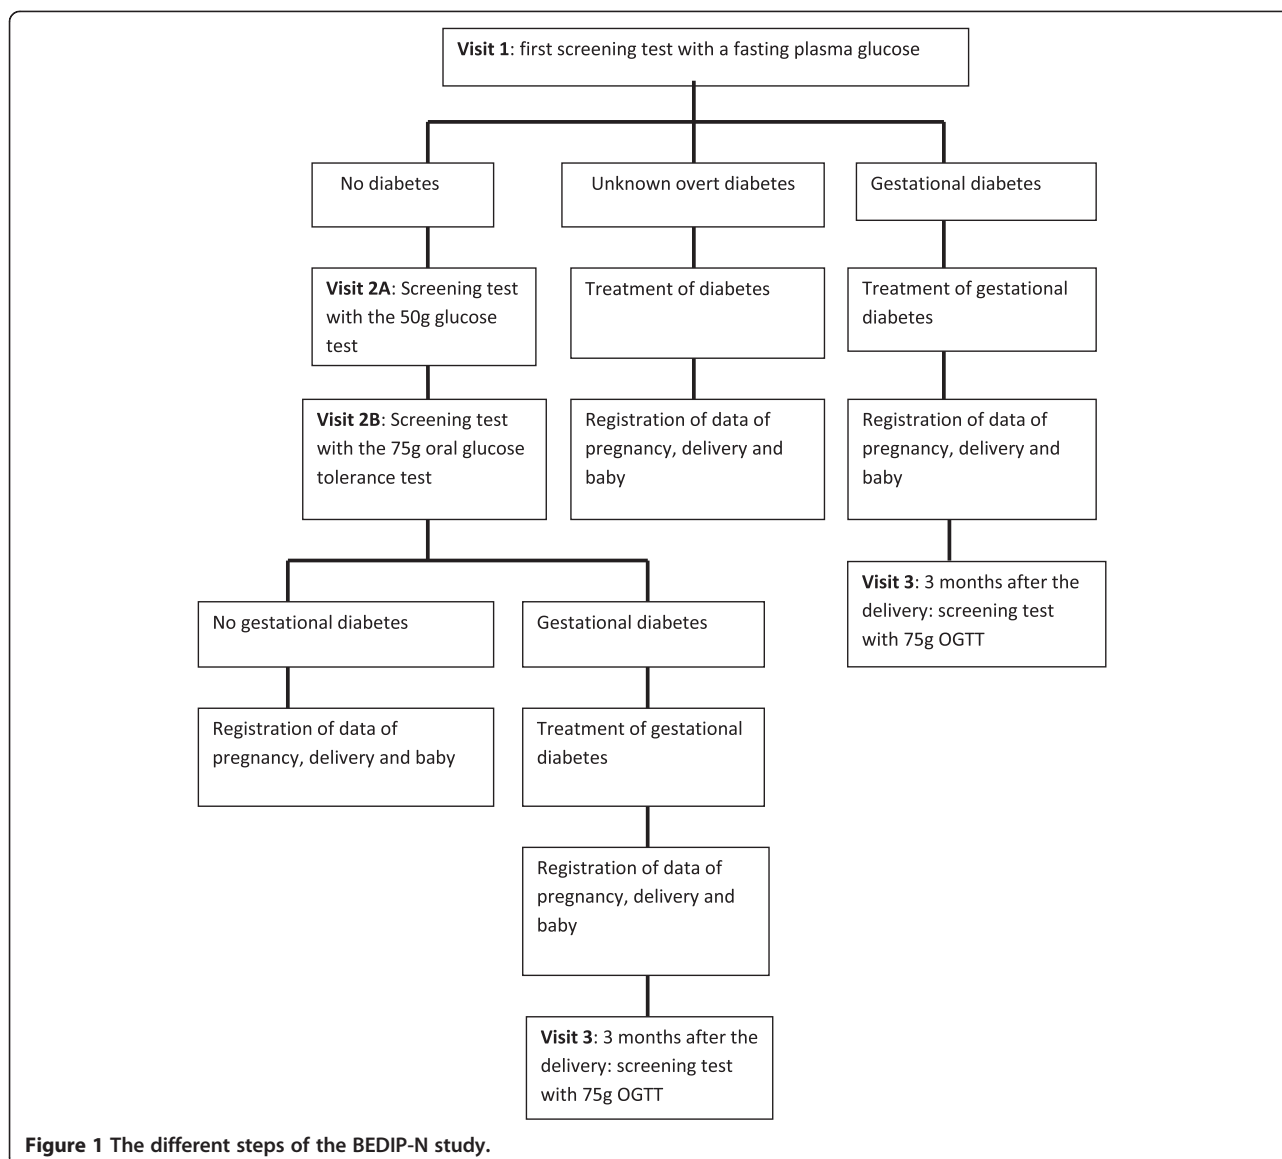 Visit 1: first screening test with a fasting plasma glucose
No diabetes
Unknown overt diabetes
Gestational diabetes
Visit 2A: Screening test
with the 50g glucose
test
Treatment of diabetes
Treatment of gestational
diabetes
Visit 2B: Screening test
with the 75g oral glucose
tolerance test
Registration of data of
pregnancy, delivery and
baby
Registration of data of
pregnancy, delivery and
baby
Visit 3: 3 months after the
delivery: screening test
with 75g OGTT
No gestational diabetes
Gestational diabetes
Registration of data of
pregnancy, delivery and baby
Treatment of gestational
diabetes
Registration of data of
pregnancy, delivery and
baby
Visit 3: 3 months after the
delivery: screening test
with 75g OGTT
Figure 1 The different steps of the BEDIP-N study.